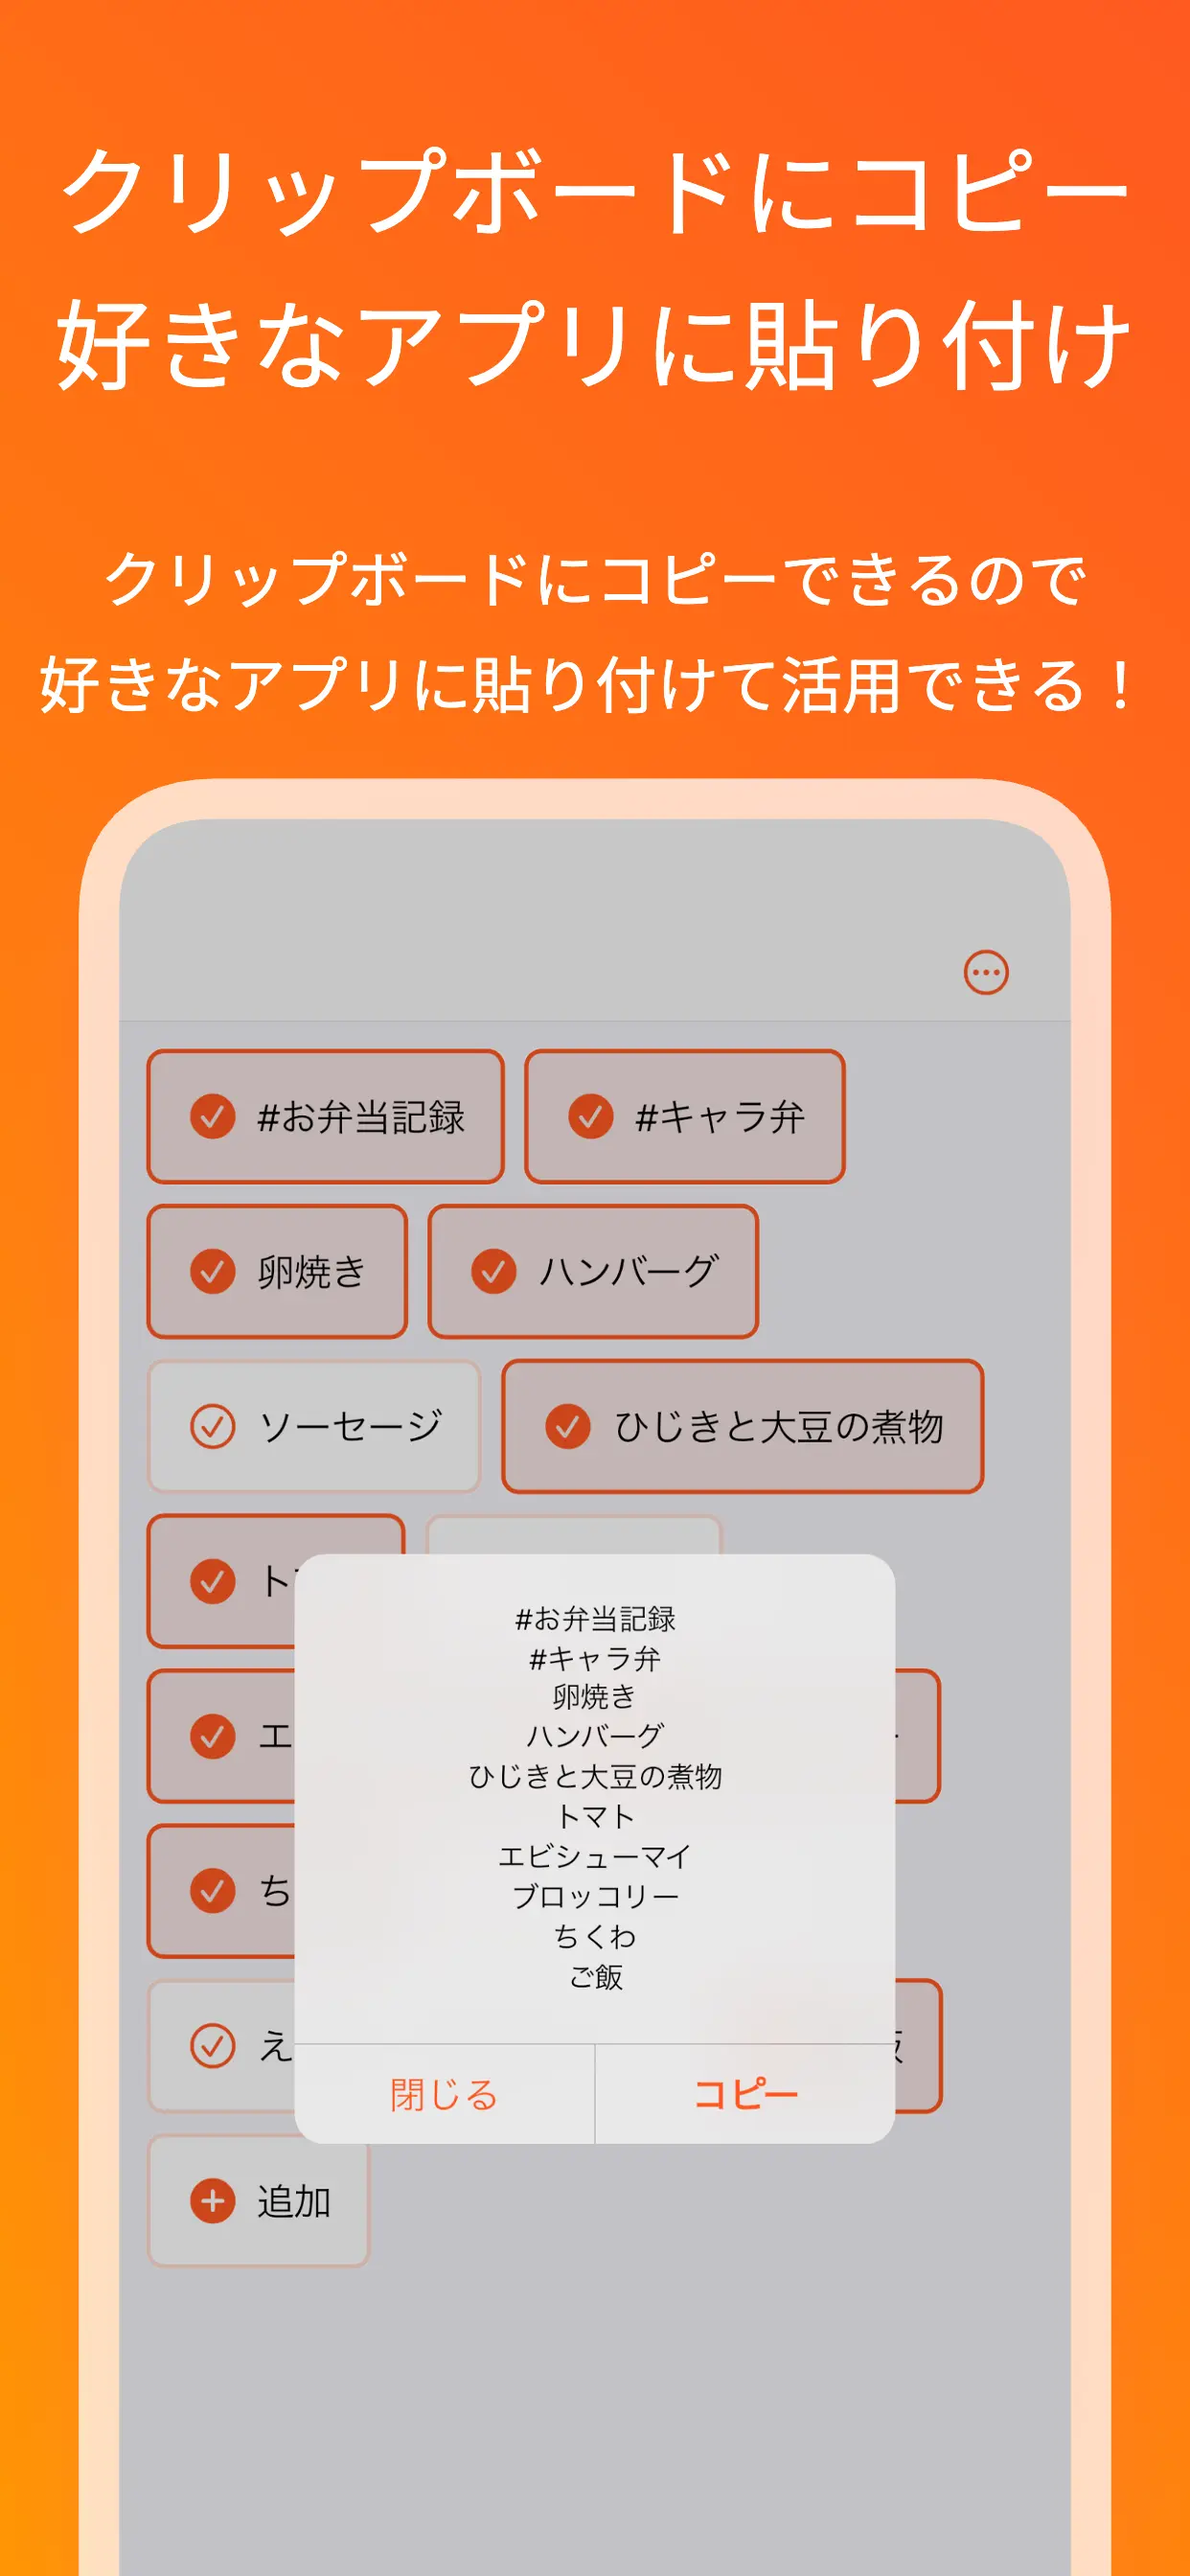 クリップボードにコピー
好きなアプリに貼り付け
クリップボードにコピーできるので
好きなアプリに貼り付けて活用できる！
#お弁当記録
#キャラ弁
卵焼き
ハンバーグ
ソーセージ
ひじきと大豆の煮物
ト
エ
ち
え
追加
#お弁当記録
#キャラ弁
卵焼き
ハンバーグ
ひじきと大豆の煮物
トマト
エビシューマイ
ブロッコリー
ちくわ
ご飯
閉じる
コピー